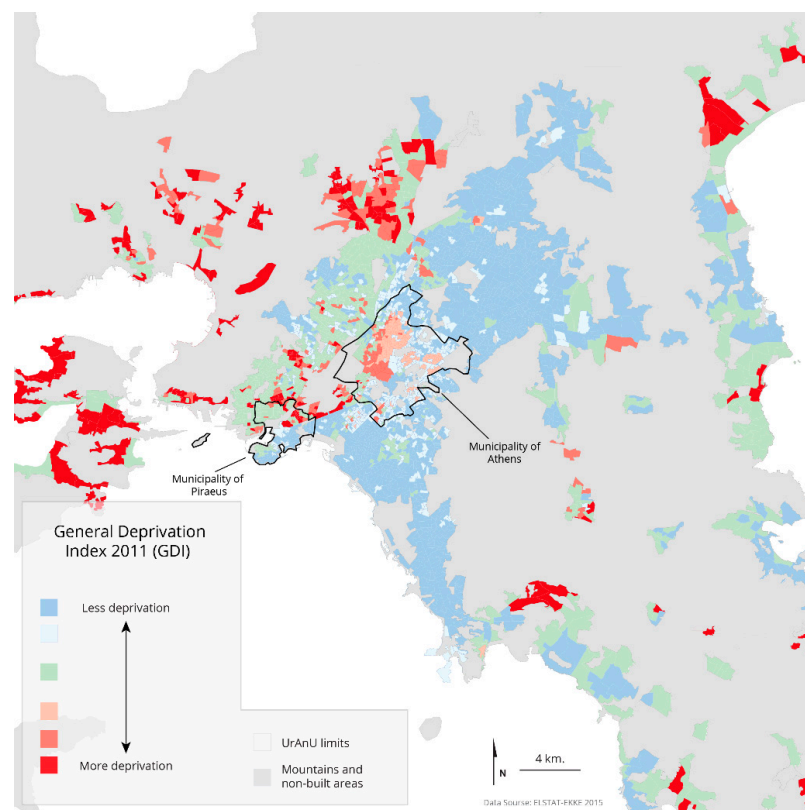 Municipality of
Athens
Municipality of
Piraeus
General Deprivation
Index 2011 (GDI)
Less deprivation
More deprivation
UrAnU limits
Mountains and
non-built areas
4 km.
N
Data Sourse: ELSTAT-EKKE 2015